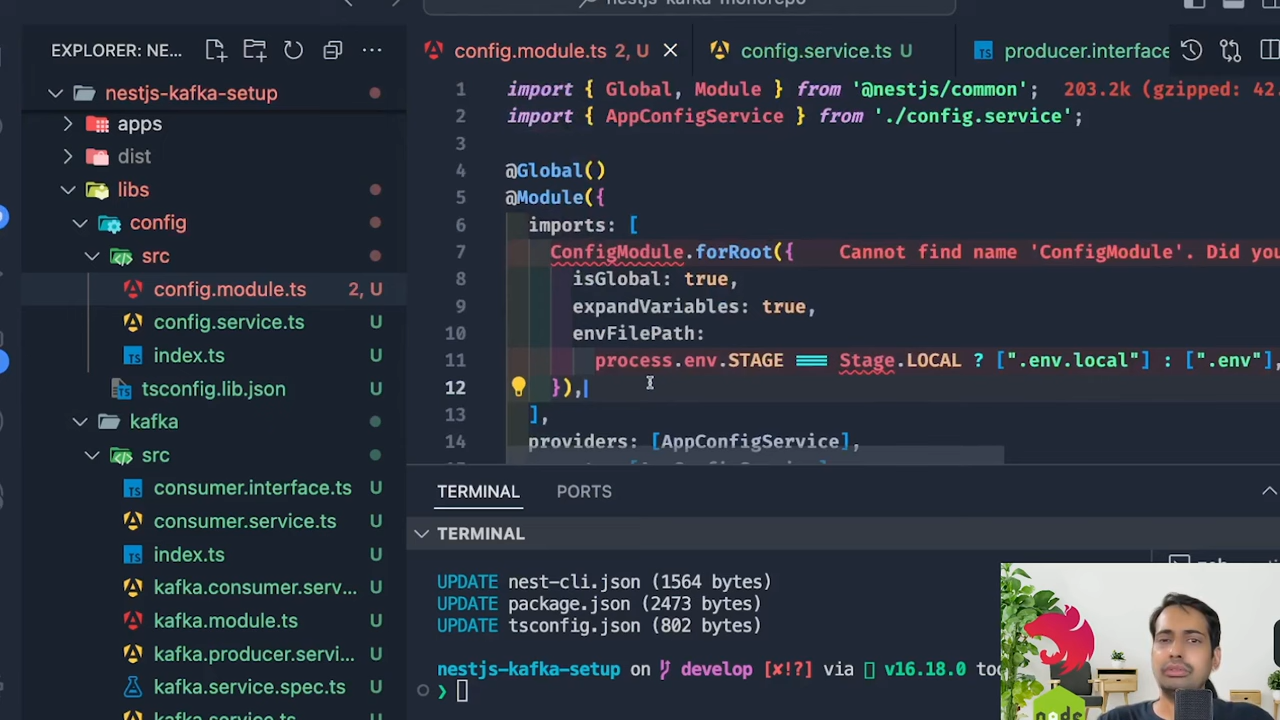 nestjs-kafka-monorepo
EXPLORER: NE...
config.module.ts 2, U
config.service.ts U
producer.interface
nestjs-kafka-setup
apps
dist
libs
config
src
config.module.ts 2, U
config.service.ts U
index.ts U
tsconfig.lib.json U
kafka
src
consumer.interface.ts U
consumer.service.ts U
index.ts U
kafka.consumer.serv... U
kafka.module.ts U
kafka.producer.servi... U
kafka.service.spec.ts U
kafka.service.ts U
1 import { Global, Module } from '@nestjs/common'; 203.2k (gzipped: 42.
2 import { AppConfigService } from './config.service';
3
4 @Global()
5 @Module({
6 imports: [
7 ConfigModule.forRoot({ Cannot find name 'ConfigModule'. Did you
8 isGlobal: true,
9 expandVariables: true,
10 envFilePath:
11 process.env.STAGE === Stage.LOCAL ? [".env.local"] : [".env"],
12 }),
13 ],
14 providers: [AppConfigService],
TERMINAL PORTS
TERMINAL
UPDATE nest-cli.json (1564 bytes)
UPDATE package.json (2473 bytes)
UPDATE tsconfig.json (802 bytes)
nestjs-kafka-setup on develop [✘!?] via v16.18.0 too
❯